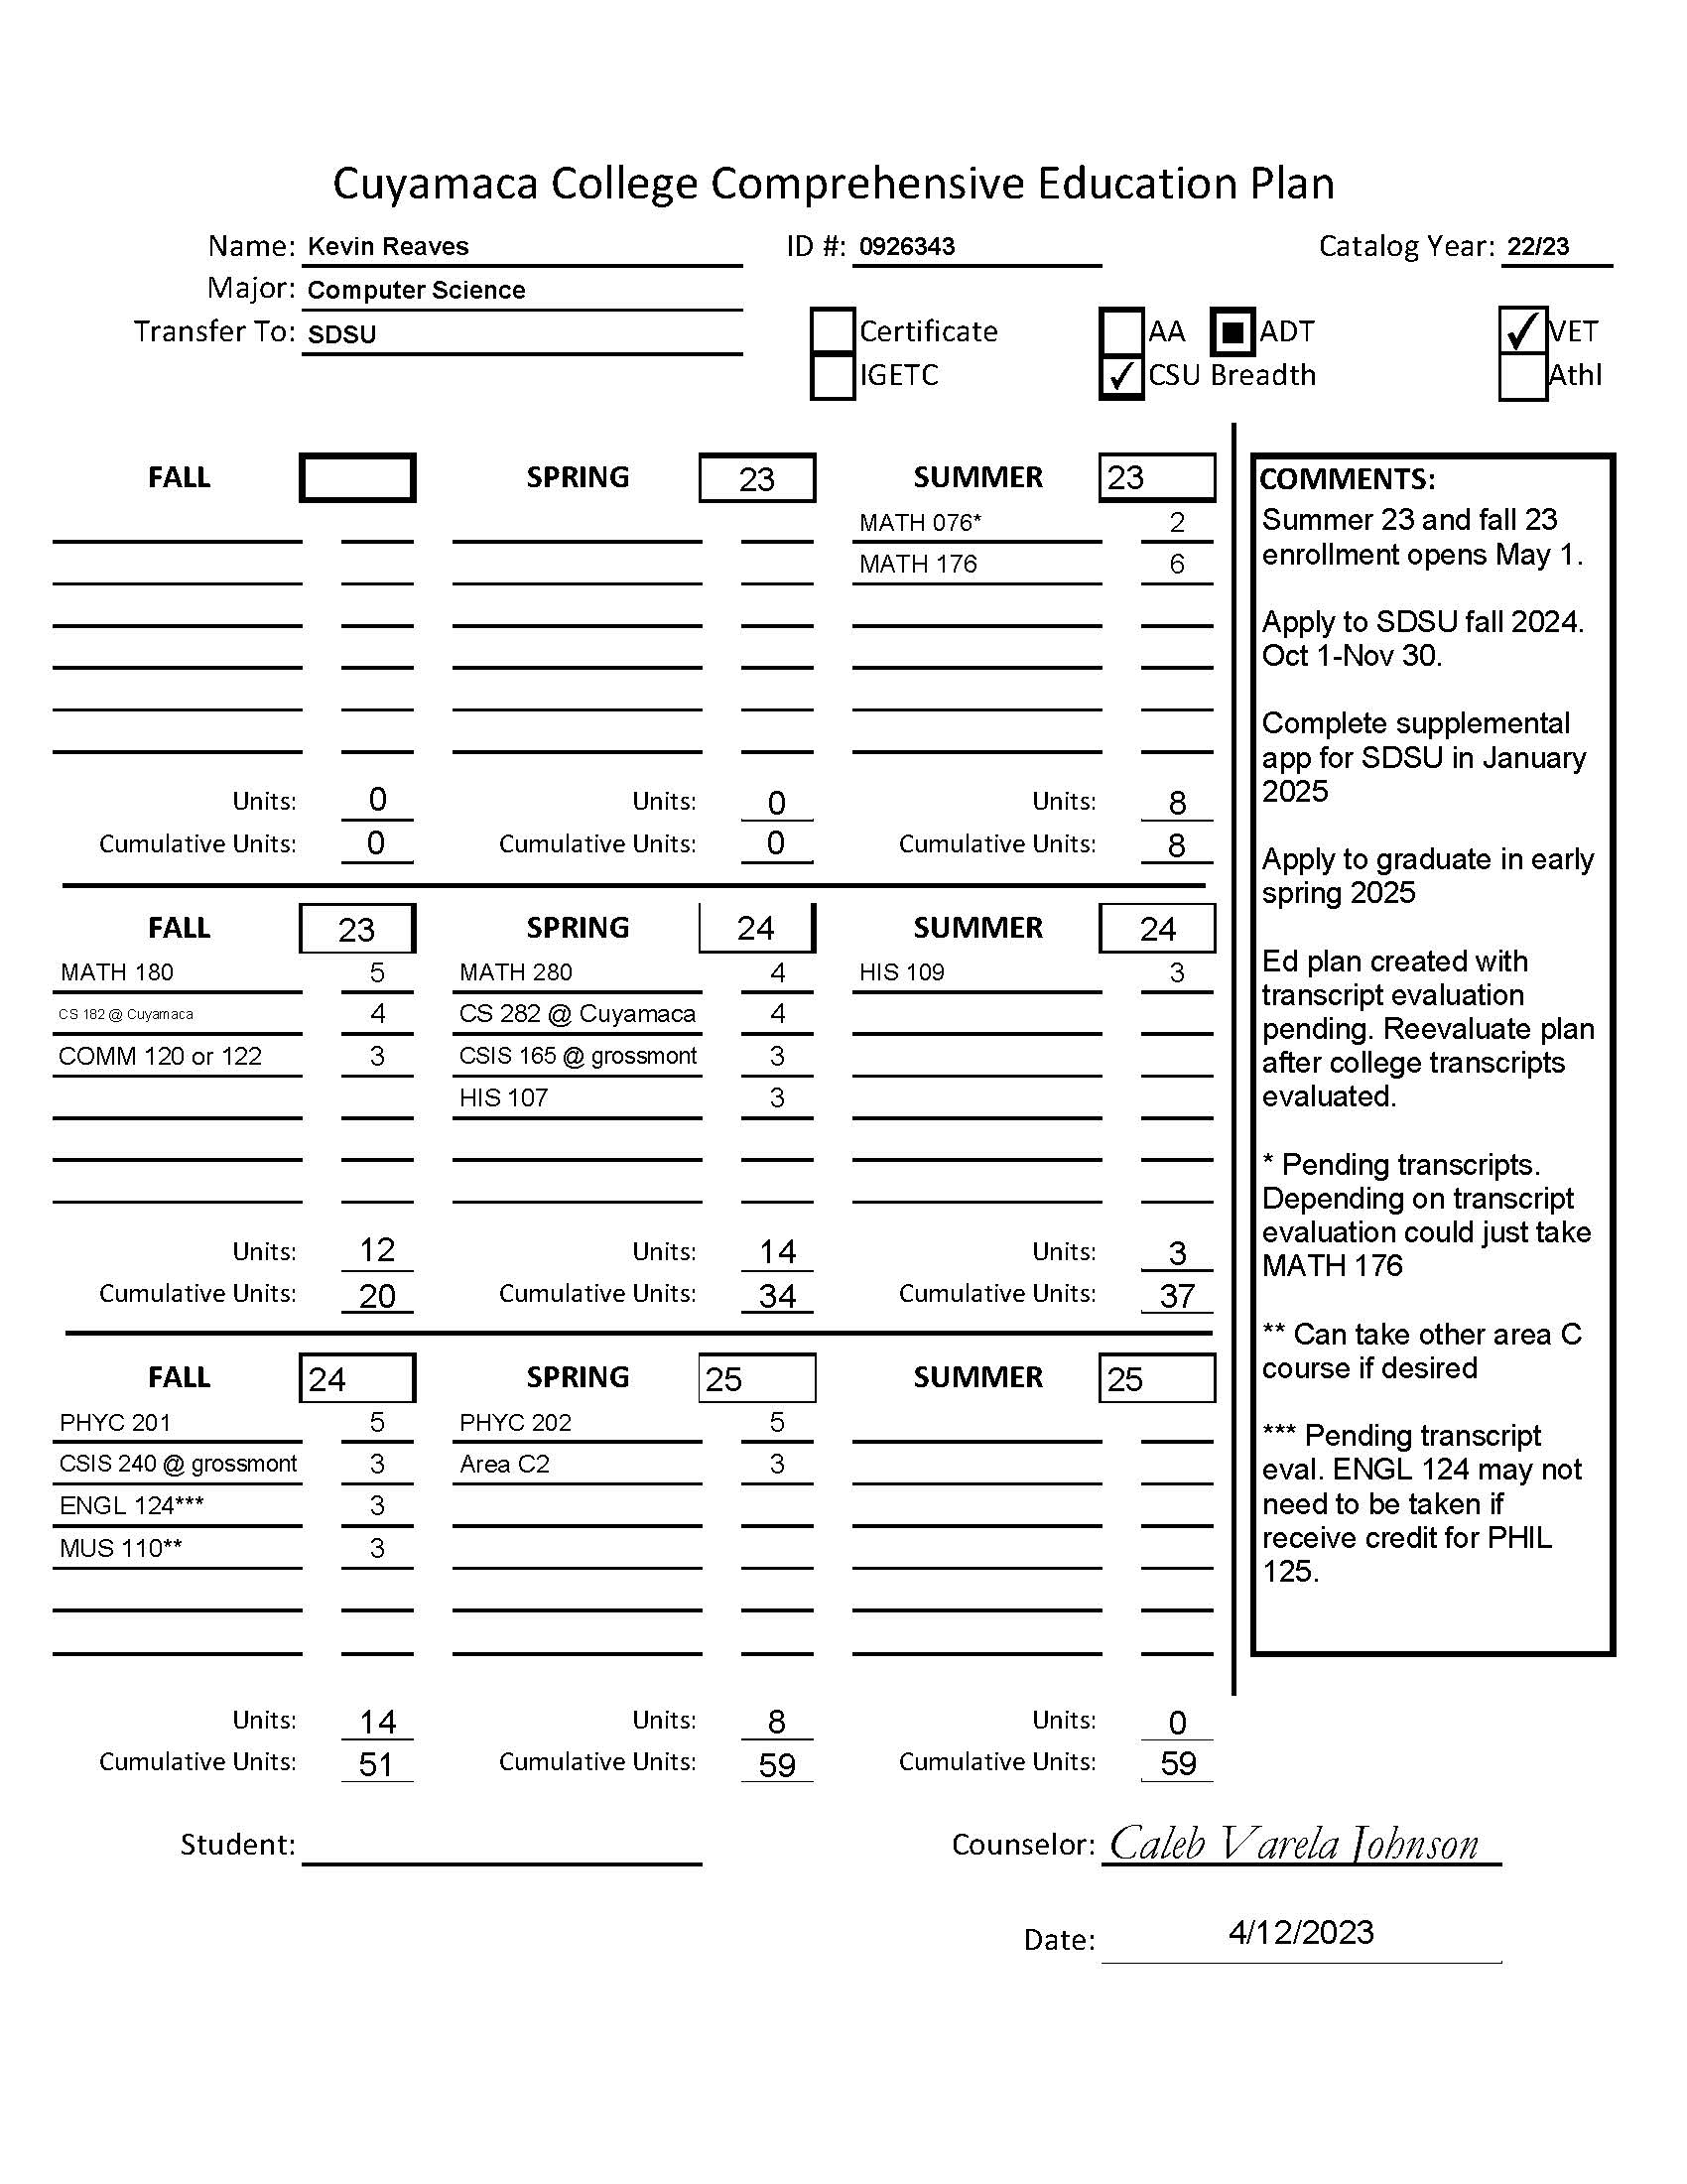 Cuyamaca College Comprehensive Education Plan
Name: Kevin Reaves ID #: 0926343 Catalog Year: 22/23
Major: Computer Science
Transfer To: SDSU Certificate AA ADT VET
IGETC CSU Breadth Athl
FALL SPRING 23 SUMMER 23
MATH 076* 2
MATH 176 6
Units: 0 Units: 0 Units: 8
Cumulative Units: 0 Cumulative Units: 0 Cumulative Units: 8
FALL 23 SPRING 24 SUMMER 24
MATH 180 5 MATH 280 4 HIS 109 3
CS 182 @ Cuyamaca 4 CS 282 @ Cuyamaca 4
COMM 120 or 122 3 CSIS 165 @ grossmont 3
HIS 107 3
Units: 12 Units: 14 Units: 3
Cumulative Units: 20 Cumulative Units: 34 Cumulative Units: 37
FALL 24 SPRING 25 SUMMER 25
PHYC 201 5 PHYC 202 5
CSIS 240 @ grossmont 3 Area C2 3
ENGL 124*** 3
MUS 110** 3
Units: 14 Units: 8 Units: 0
Cumulative Units: 51 Cumulative Units: 59 Cumulative Units: 59
COMMENTS:
Summer 23 and fall 23
enrollment opens May 1.
Apply to SDSU fall 2024.
Oct 1-Nov 30.
Complete supplemental
app for SDSU in January
2025
Apply to graduate in early
spring 2025
Ed plan created with
transcript evaluation
pending. Reevaluate plan
after college transcripts
evaluated.
* Pending transcripts.
Depending on transcript
evaluation could just take
MATH 176
** Can take other area C
course if desired
*** Pending transcript
eval. ENGL 124 may not
need to be taken if
receive credit for PHIL
125.
Student: Counselor: Caleb Varela Johnson
Date: 4/12/2023